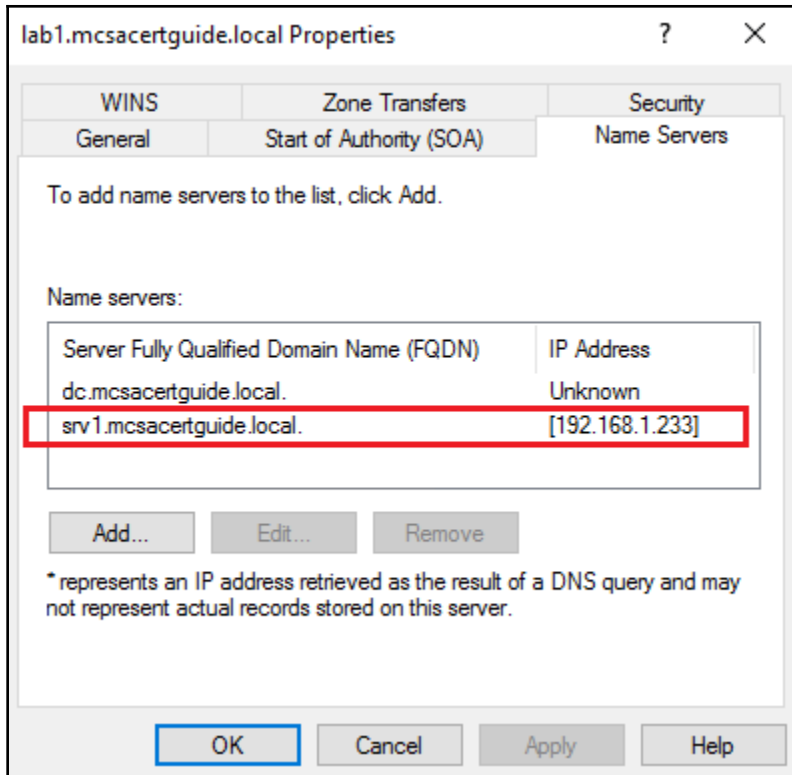 lab1.mcsacertguide.local Properties ? ✕
WINS Zone Transfers Security
General Start of Authority (SOA) Name Servers
To add name servers to the list, click Add.
Name servers:
Server Fully Qualified Domain Name (FQDN) IP Address
dc.mcsacertguide.local. Unknown
srv1.mcsacertguide.local. [192.168.1.233]
Add... Edit... Remove
* represents an IP address retrieved as the result of a DNS query and may
not represent actual records stored on this server.
OK Cancel Apply Help